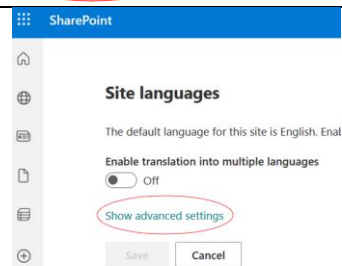 SharePoint
Site languages
The default language for this site is English.
Enable translation into multiple languages
Off
Show advanced settings
Save
Cancel